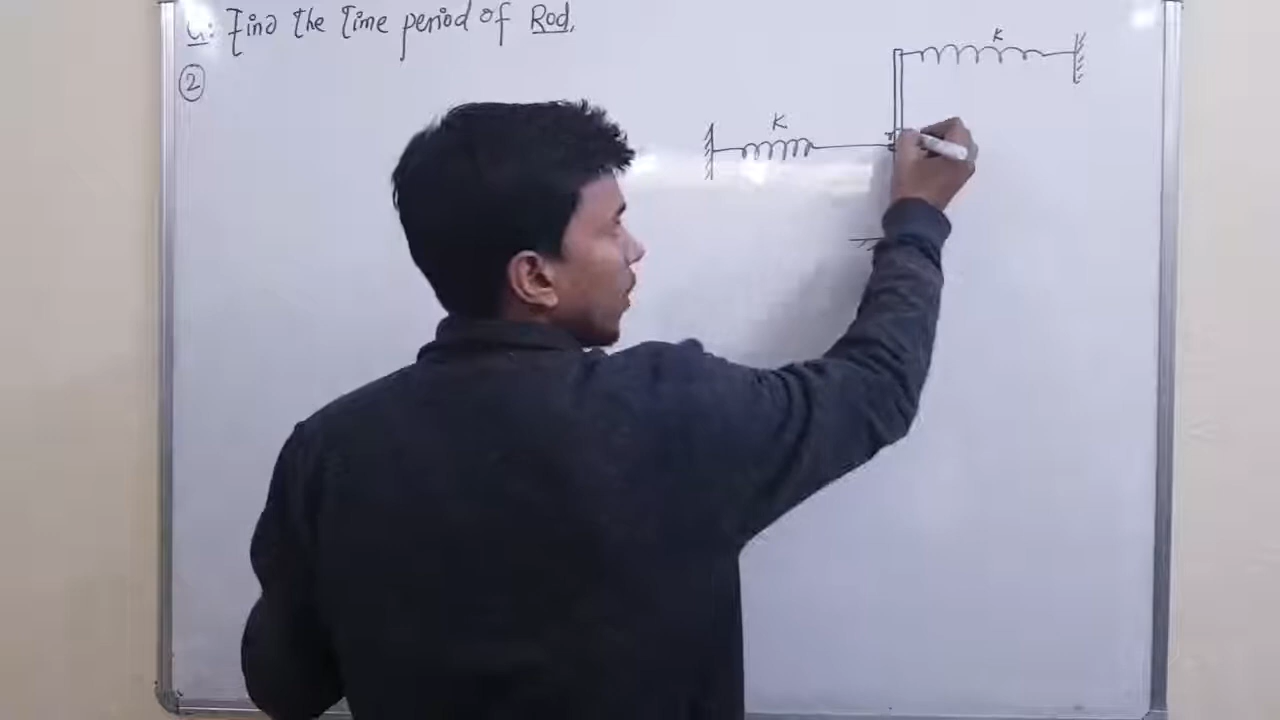 Q: Find the Time period of Rod.
②
K
K